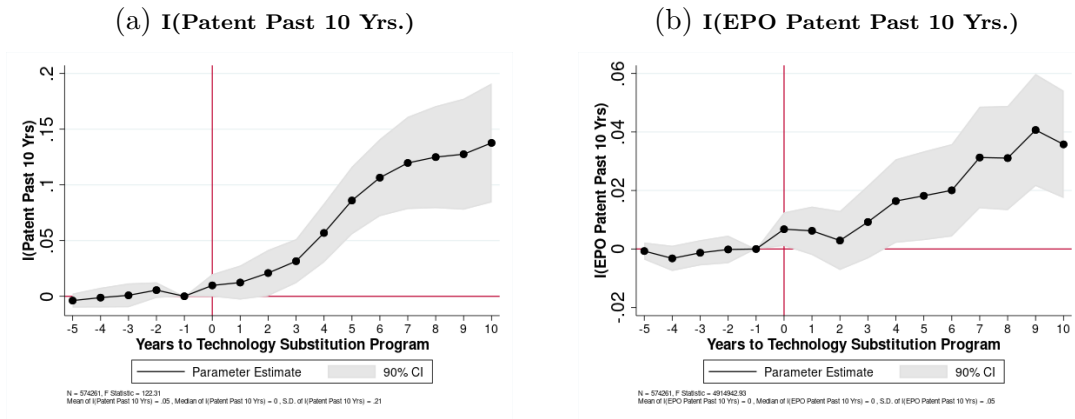 (a) I(Patent Past 10 Yrs.)
I(Patent Past 10 Yrs)
.2
.15
.1
.05
0
-5 -4 -3 -2 -1 0 1 2 3 4 5 6 7 8 9 10
Years to Technology Substitution Program
Parameter Estimate 90% CI
N = 574261, F Statistic = 122.31
Mean of I(Patent Past 10 Yrs) = .05 , Median of I(Patent Past 10 Yrs) = 0 , S.D. of I(Patent Past 10 Yrs) = .21
(b) I(EPO Patent Past 10 Yrs.)
I(EPO Patent Past 10 Yrs)
.06
.04
.02
0
-.02
-5 -4 -3 -2 -1 0 1 2 3 4 5 6 7 8 9 10
Years to Technology Substitution Program
Parameter Estimate 90% CI
N = 574261, F Statistic = 4914942.93
Mean of I(EPO Patent Past 10 Yrs) = 0 , Median of I(EPO Patent Past 10 Yrs) = 0 , S.D. of I(EPO Patent Past 10 Yrs) = .05